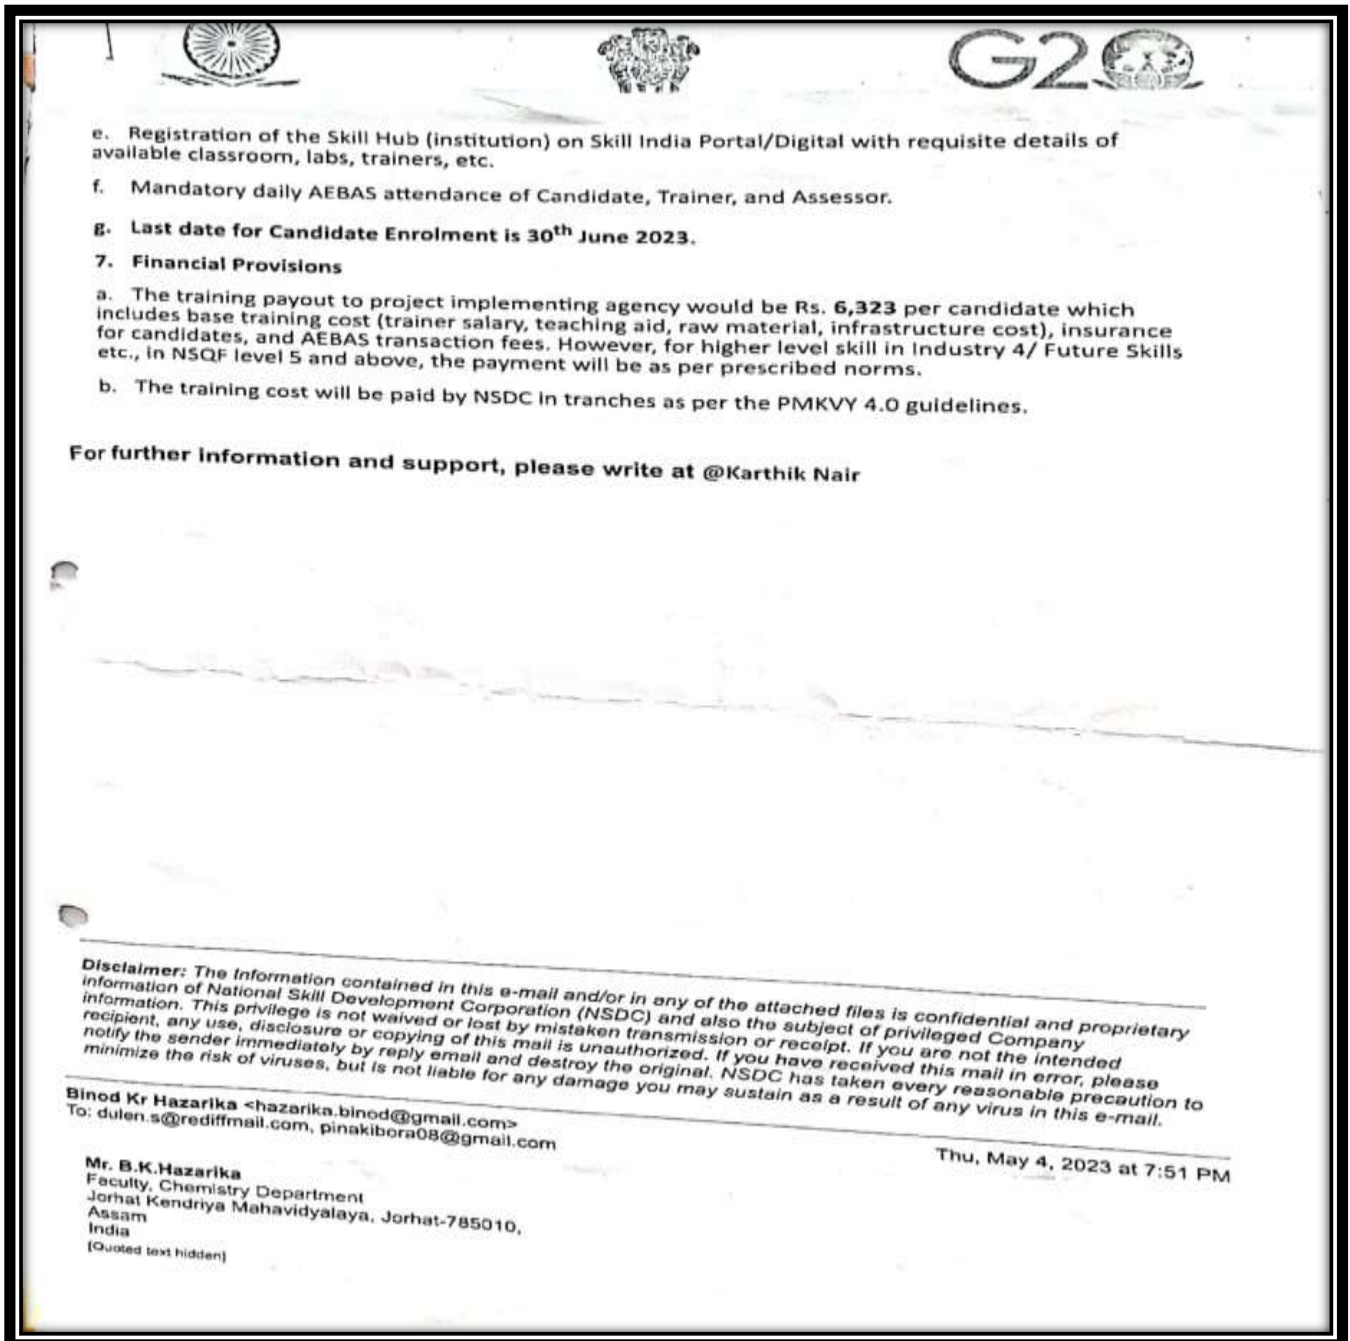 G20
e. Registration of the Skill Hub (institution) on Skill India Portal/Digital with requisite details of
available classroom, labs, trainers, etc.
f. Mandatory daily AEBAS attendance of Candidate, Trainer, and Assessor.
g. Last date for Candidate Enrolment is 30th June 2023.
7. Financial Provisions
a. The training payout to project implementing agency would be Rs. 6,323 per candidate which
includes base training cost (trainer salary, teaching aid, raw material, infrastructure cost), insurance
for candidates, and AEBAS transaction fees. However, for higher level skill in Industry 4/ Future Skills
etc., in NSQF level 5 and above, the payment will be as per prescribed norms.
b. The training cost will be paid by NSDC in tranches as per the PMKVY 4.0 guidelines.
For further information and support, please write at @Karthik Nair
Disclaimer: The Information contained in this e-mail and/or in any of the attached files is confidential and proprietary
information of National Skill Development Corporation (NSDC) and also the subject of privileged Company
information. This privilege is not waived or lost by mistaken transmission or receipt. If you are not the intended
recipient, any use, disclosure or copying of this mail is unauthorized. If you have received this mail in error, please
notify the sender immediately by reply email and destroy the original. NSDC has taken every reasonable precaution to
minimize the risk of viruses, but is not liable for any damage you may sustain as a result of any virus in this e-mail.
Binod Kr Hazarika <hazarika.binod@gmail.com>
To: dulen.s@rediffmail.com, pinakibora08@gmail.com
Thu, May 4, 2023 at 7:51 PM
Mr. B.K.Hazarika
Faculty, Chemistry Department
Jorhat Kendriya Mahavidyalaya, Jorhat-785010,
Assam
India
[Quoted text hidden]